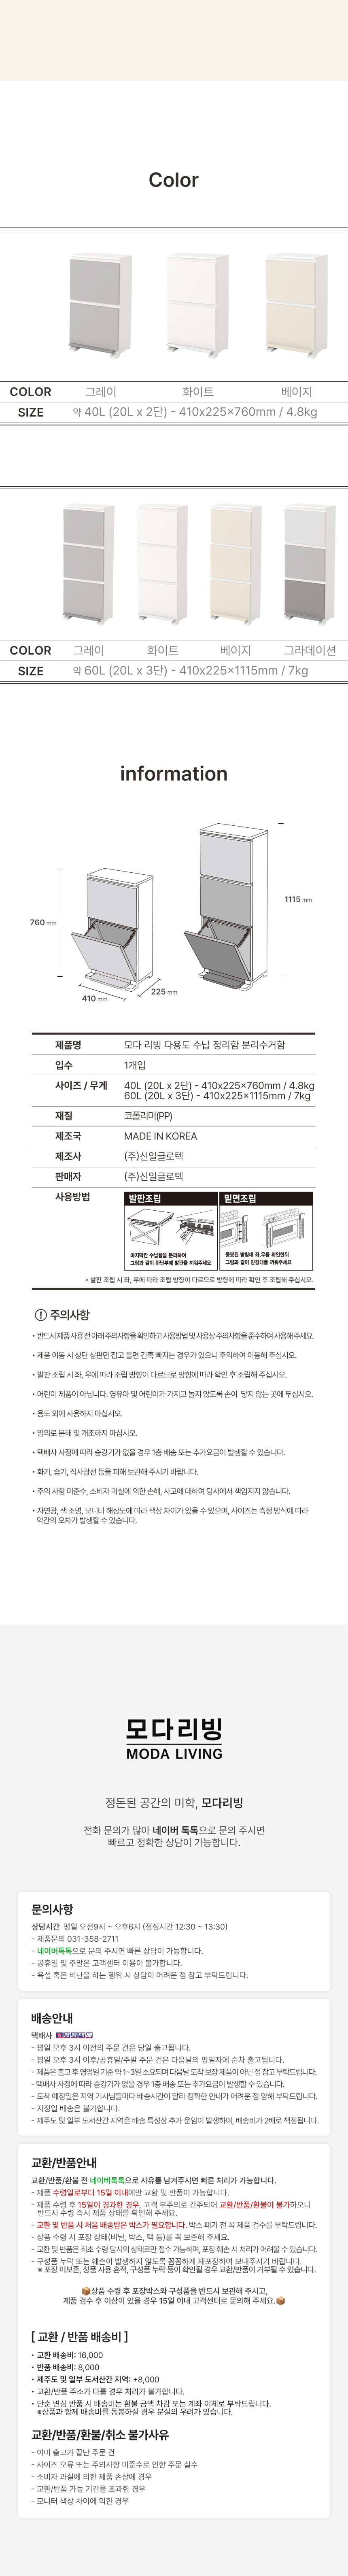 Color
COLOR 그레이 화이트 베이지
SIZE 약 40L (20L x 2단) - 410x225x760mm / 4.8kg
COLOR 그레이 화이트 베이지 그라데이션
SIZE 약 60L (20L x 3단) - 410x225x1115mm / 7kg
information
1115 mm
760 mm
225 mm
410 mm
제품명 모다 리빙 다용도 수납 정리함 분리수거함
입수 1개입
사이즈 / 무게 40L (20L x 2단) - 410x225x760mm / 4.8kg
60L (20L x 3단) - 410x225x1115mm / 7kg
재질 코폴리머(PP)
제조국 MADE IN KOREA
제조사 (주)신일글로텍
판매자 (주)신일글로텍
사용방법 발판조립 밑면조립
마지막칸 수납함을 분리하여
그림과 같이 하단부에 발판을 끼워주세요
동봉된 받침대 좌,우를 확인한뒤
그림과 같이 받침대를 끼워주세요
* 발판 조립 시 좌, 우에 따라 조립 방향이 다르므로 방향에 따라 확인 후 조립해 주십시오.
! 주의사항
• 반드시 제품 사용 전 아래 주의사항을 확인하고 사용방법 및 사용상 주의사항을 준수하며 사용해 주세요.
• 제품 이동 시 상단 상판만 잡고 들면 간혹 빠지는 경우가 있으니 주의하여 이동해 주십시오.
• 발판 조립 시 좌, 우에 따라 조립 방향이 다르므로 방향에 따라 확인 후 조립해 주십시오.
• 어린이 제품이 아닙니다. 영유아 및 어린이가 가지고 놀지 않도록 손이 닿지 않는 곳에 두십시오.
• 용도 외에 사용하지 마십시오.
• 임의로 분해 및 개조하지 마십시오.
• 택배사 사정에 따라 승강기가 없을 경우 1층 배송 또는 추가요금이 발생할 수 있습니다.
• 화기, 습기, 직사광선 등을 피해 보관해 주시기 바랍니다.
• 주의 사항 미준수, 소비자 과실에 의한 손해, 사고에 대하여 당사에서 책임지지 않습니다.
• 자연광, 색 조명, 모니터 해상도에 따라 색상 차이가 있을 수 있으며, 사이즈는 측정 방식에 따라
약간의 오차가 발생할 수 있습니다.
모다리빙
MODA LIVING
정돈된 공간의 미학, 모다리빙
전화 문의가 많아 네이버 톡톡으로 문의 주시면
빠르고 정확한 상담이 가능합니다.
문의사항
상담시간 평일 오전9시 ~ 오후6시 (점심시간 12:30 ~ 13:30)
- 제품문의 031-358-2711
- 네이버톡톡으로 문의 주시면 빠른 상담이 가능합니다.
- 공휴일 및 주말은 고객센터 이용이 불가합니다.
- 욕설 혹은 비난을 하는 행위 시 상담이 어려운 점 참고 부탁드립니다.
배송안내
택배사
- 평일 오후 3시 이전의 주문 건은 당일 출고됩니다.
- 평일 오후 3시 이후/공휴일/주말 주문 건은 다음날의 평일자에 순차 출고됩니다.
- 제품은 출고 후 영업일 기준 약 1~3일 소요되며 다음날 도착 보장 제품이 아닌 점 참고 부탁드립니다.
- 택배사 사정에 따라 승강기가 없을 경우 1층 배송 또는 추가요금이 발생할 수 있습니다.
- 도착 예정일은 지역 기사님들마다 배송시간이 달라 정확한 안내가 어려운 점 양해 부탁드립니다.
- 지정일 배송은 불가합니다.
- 제주도 및 일부 도서산간 지역은 배송 특성상 추가 운임이 발생하며, 배송비가 2배로 책정됩니다.
교환/반품안내
교환/반품/환불 전 네이버톡톡으로 사유를 남겨주시면 빠른 처리가 가능합니다.
- 제품 수령일로부터 15일 이내에만 교환 및 반품이 가능합니다.
- 제품 수령 후 15일이 경과한 경우, 고객 부주의로 간주되어 교환/반품/환불이 불가하오니
반드시 수령 즉시 제품 상태를 확인해 주세요.
- 교환 및 반품 시 처음 배송받은 박스가 필요합니다. 박스 폐기 전 꼭 제품 검수를 부탁드립니다.
- 상품 수령 시 포장 상태(비닐, 박스, 택 등)를 꼭 보존해 주세요.
- 교환 및 반품은 최초 수령 당시의 상태로만 접수 가능하며, 포장 훼손 시 처리가 어려울 수 있습니다.
- 구성품 누락 또는 훼손이 발생하지 않도록 꼼꼼하게 재포장하여 보내주시기 바랍니다.
※ 포장 미보존, 상품 사용 흔적, 구성품 누락 등이 확인될 경우 교환/반품이 거부될 수 있습니다.
📦상품 수령 후 포장박스와 구성품을 반드시 보관해 주시고,
제품 검수 후 이상이 있을 경우 15일 이내 고객센터로 문의해 주세요.📦
[ 교환 / 반품 배송비 ]
• 교환 배송비: 16,000
• 반품 배송비: 8,000
• 제주도 및 일부 도서산간 지역: +8,000
• 교환/반품 주소가 다를 경우 처리가 불가합니다.
• 단순 변심 반품 시 배송비는 환불 금액 차감 또는 계좌 이체로 부탁드립니다.
※상품과 함께 배송비를 동봉하실 경우 분실의 우려가 있습니다.
교환/반품/환불/취소 불가사유
- 이미 출고가 끝난 주문 건
- 사이즈 오류 또는 주의사항 미준수로 인한 주문 실수
- 소비자 과실에 의한 제품 손상에 경우
- 교환/반품 가능 기간을 초과한 경우
- 모니터 색상 차이에 의한 경우